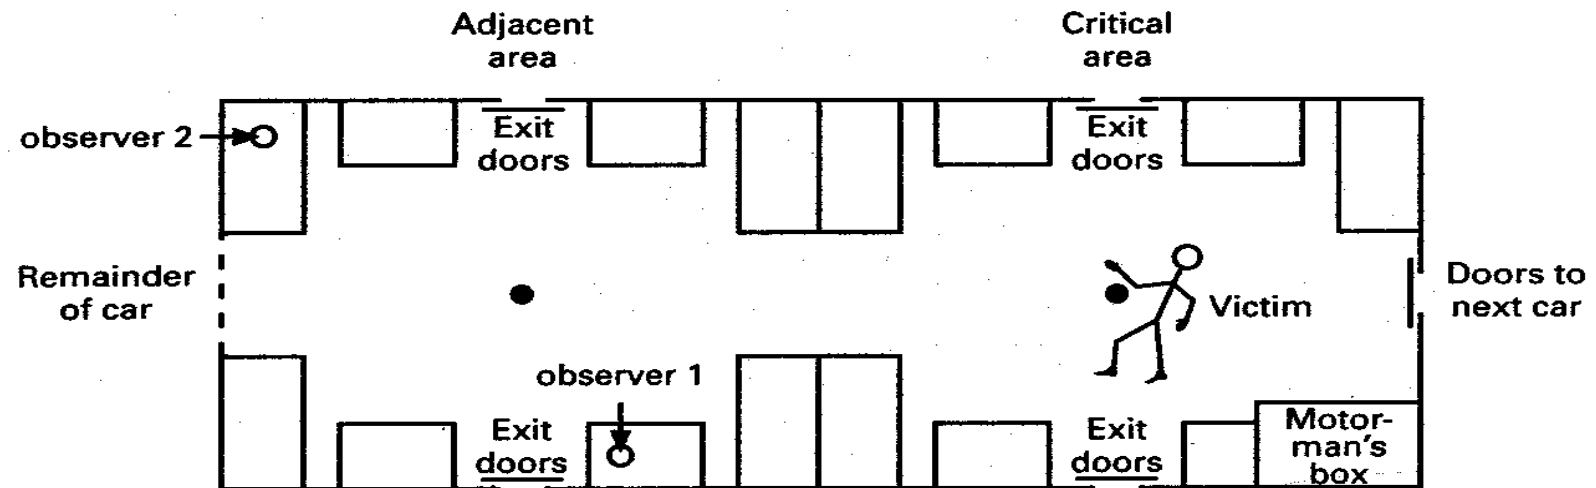 Adjacent
area
Critical
area
observer 2
Exit
doors
Exit
doors
Remainder
of car
Victim
Doors to
next car
observer 1
Exit
doors
Exit
doors
Motor-
man's
box